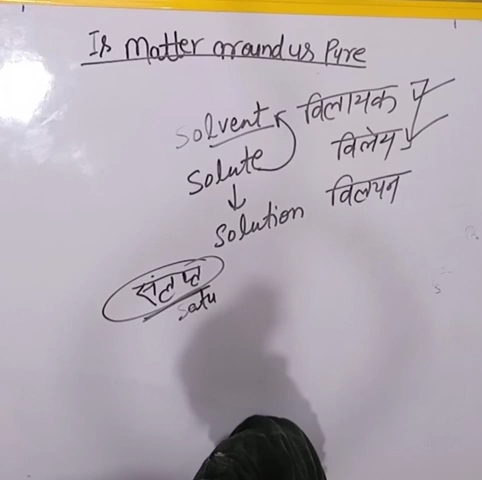 Is Matter around us Pure
Solvent विलायक
Solute विलेय
Solution विलयन
संतृप्त
Satu